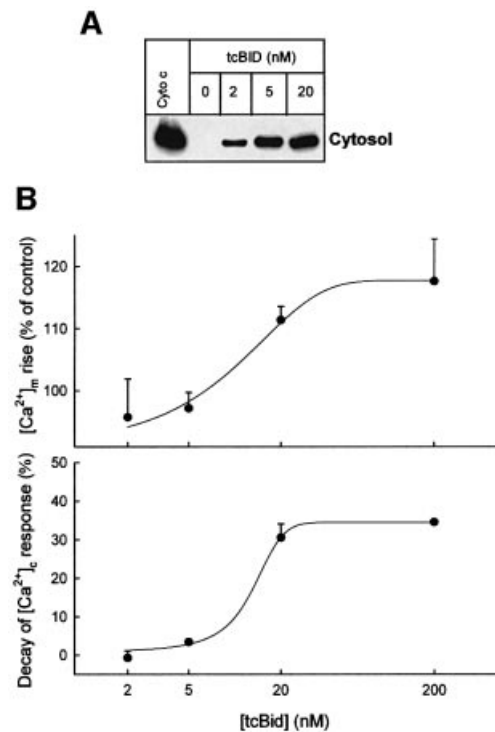 A
Cyto c
tcBID (nM)
0 2 5 20
Cytosol
B
[Ca²⁺]ₘ rise (% of control)
120
110
100
Decay of [Ca²⁺]c response (%)
50
40
30
20
10
0
2 5 20 200
[tcBid] (nM)